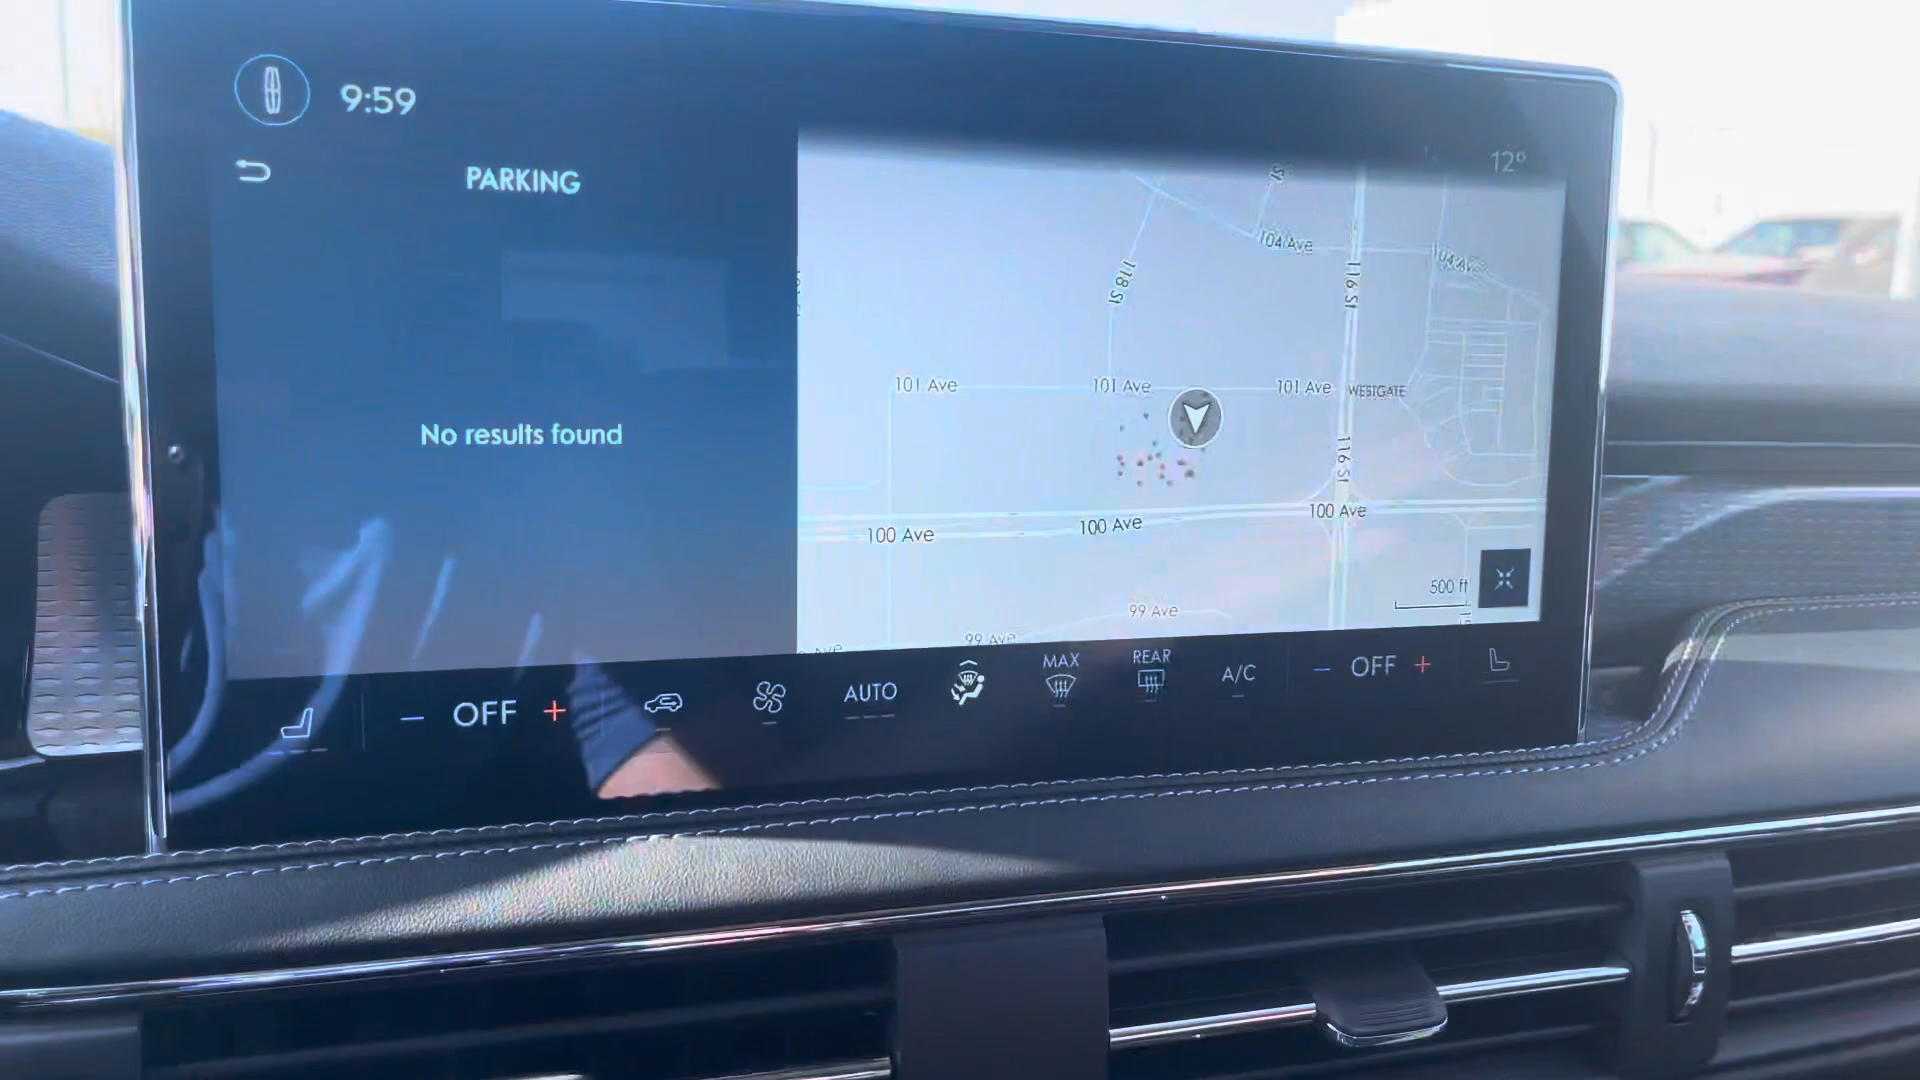 9:59
12°
PARKING
No results found
St
104 Ave
104 Av
118 St
116 St
101 Ave
101 Ave
101 Ave
WESTGATE
116 St
100 Ave
100 Ave
100 Ave
500 ft
99 Ave
99 Ave
Ave
OFF
AUTO
MAX
REAR
A/C
OFF